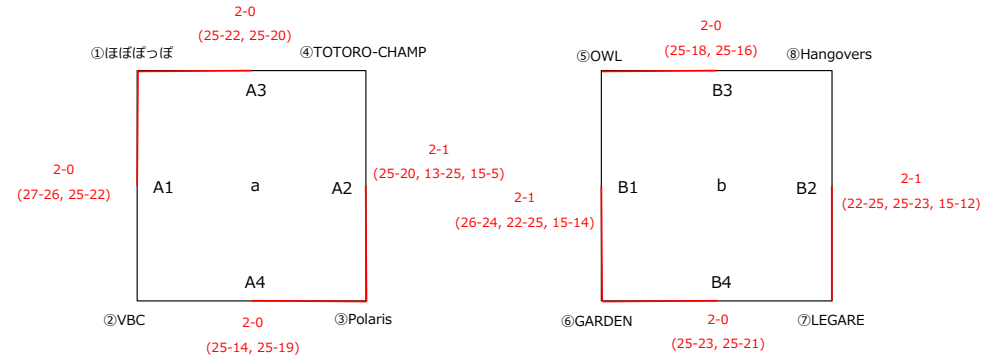 2-0
(25-22, 25-20)
①ほぼぽっぽ
④TOTORO-CHAMP
A3
2-0
(27-26, 25-22)
A1
a
A2
2-1
(25-20, 13-25, 15-5)
A4
②VBC
③Polaris
2-0
(25-14, 25-19)
2-0
(25-18, 25-16)
⑤OWL
⑧Hangovers
B3
2-1
(26-24, 22-25, 15-14)
B1
b
B2
2-1
(22-25, 25-23, 15-12)
B4
⑥GARDEN
⑦LEGARE
2-0
(25-23, 25-21)